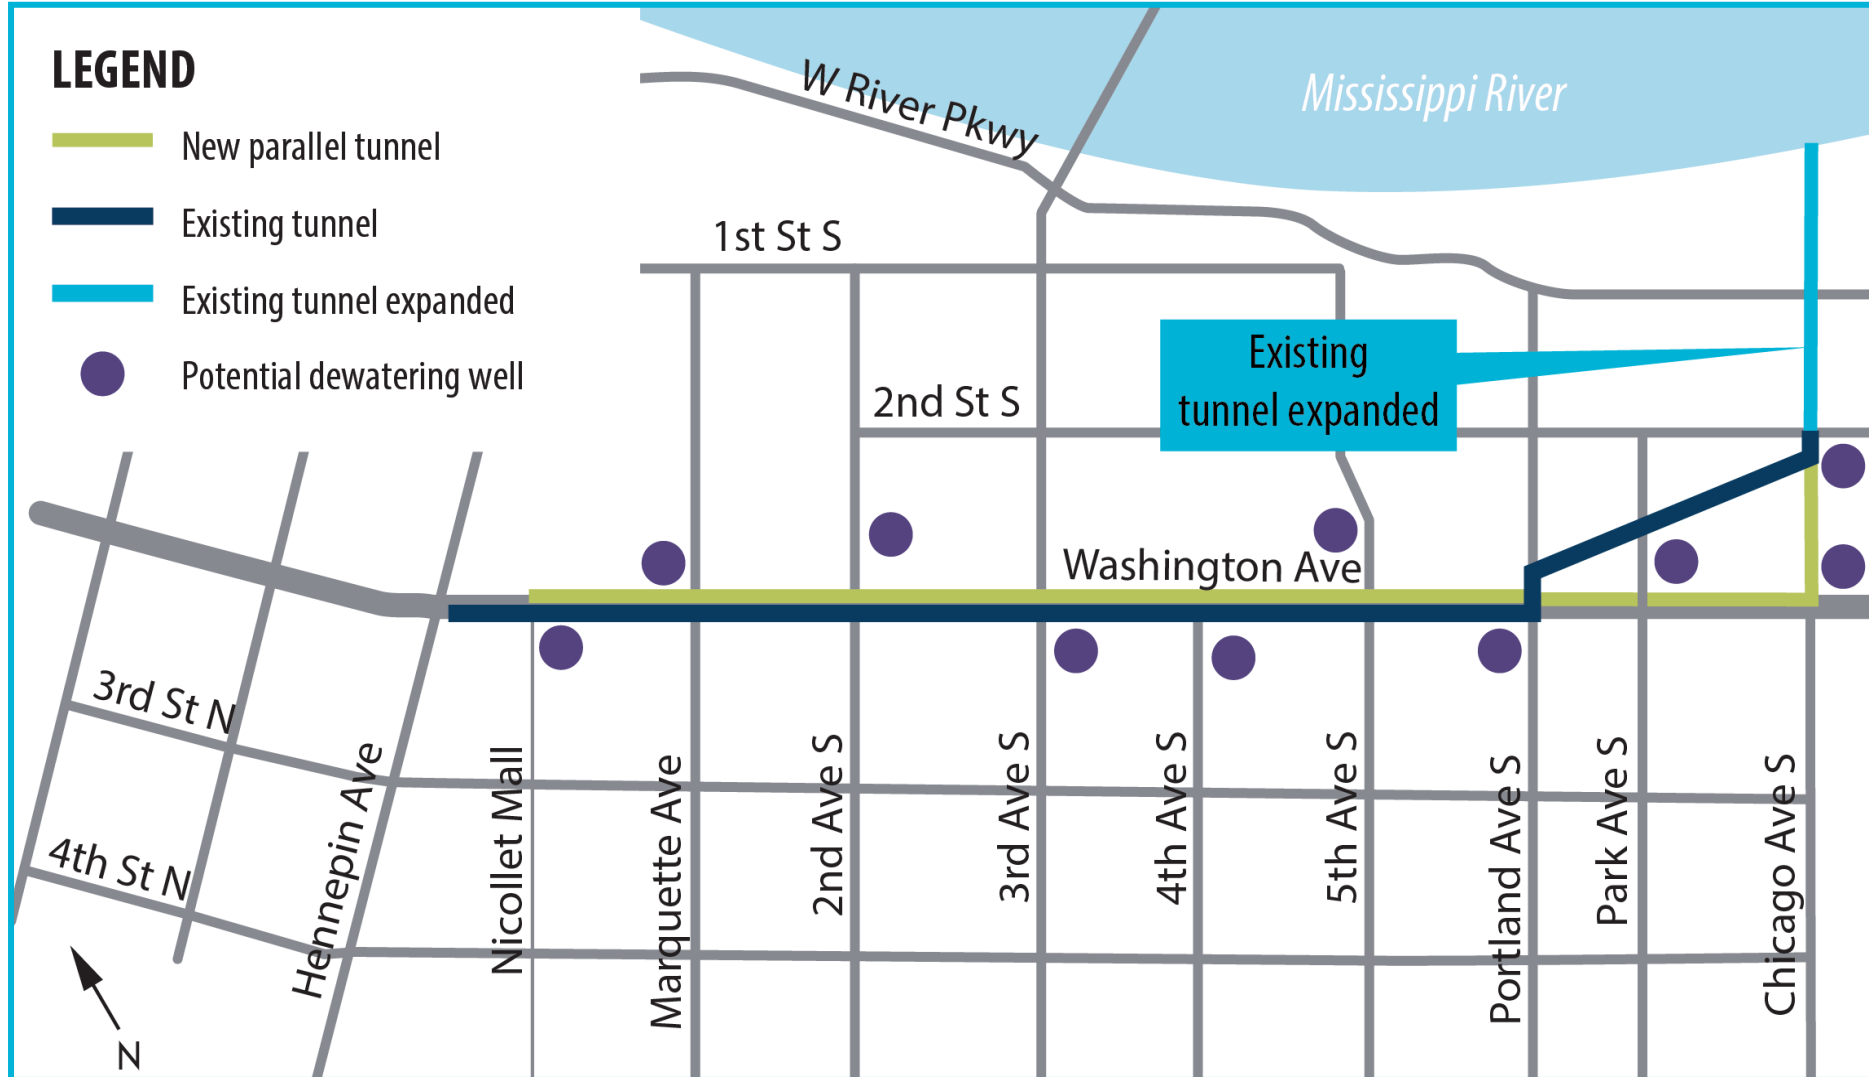 LEGEND
New parallel tunnel
Existing tunnel
Existing tunnel expanded
Potential dewatering well
W River Pkwy
Mississippi River
1st St S
Existing
tunnel expanded
2nd St S
Washington Ave
3rd St N
4th St N
Hennepin Ave
Nicollet Mall
Marquette Ave
2nd Ave S
3rd Ave S
4th Ave S
5th Ave S
Portland Ave S
Park Ave S
Chicago Ave S
N